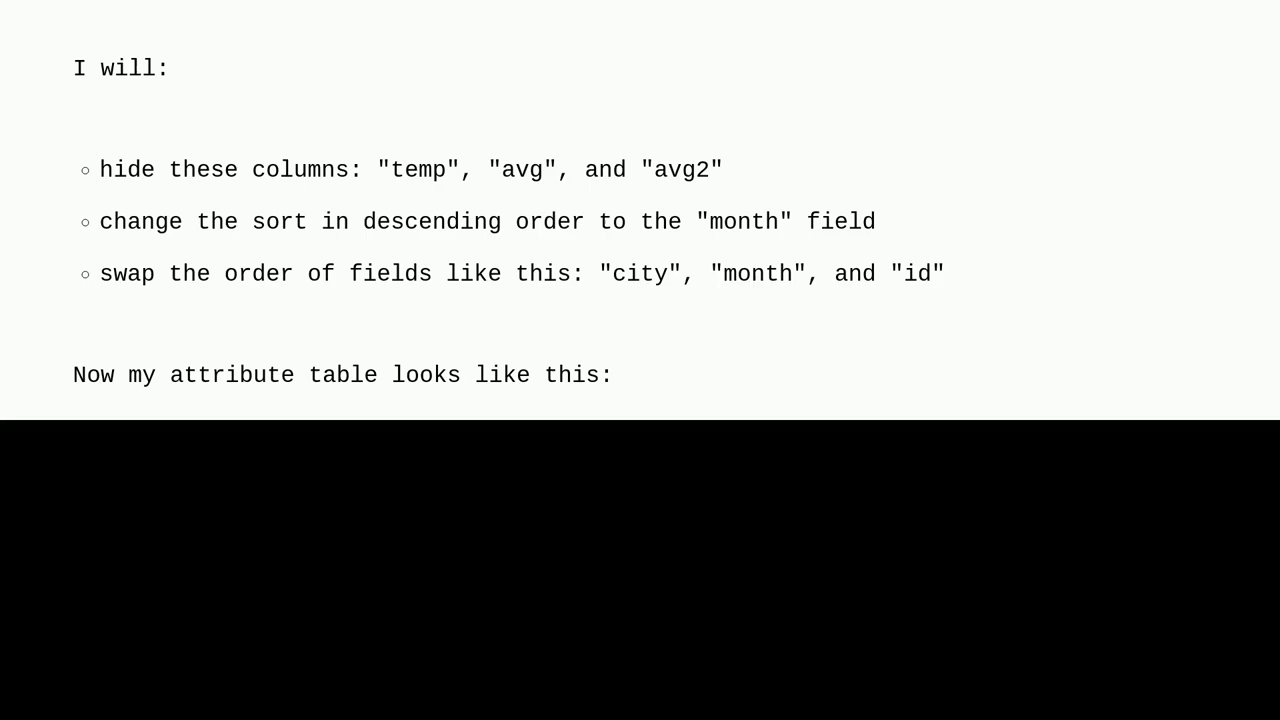 I will:
○ hide these columns: "temp", "avg", and "avg2"
○ change the sort in descending order to the "month" field
○ swap the order of fields like this: "city", "month", and "id"
Now my attribute table looks like this: